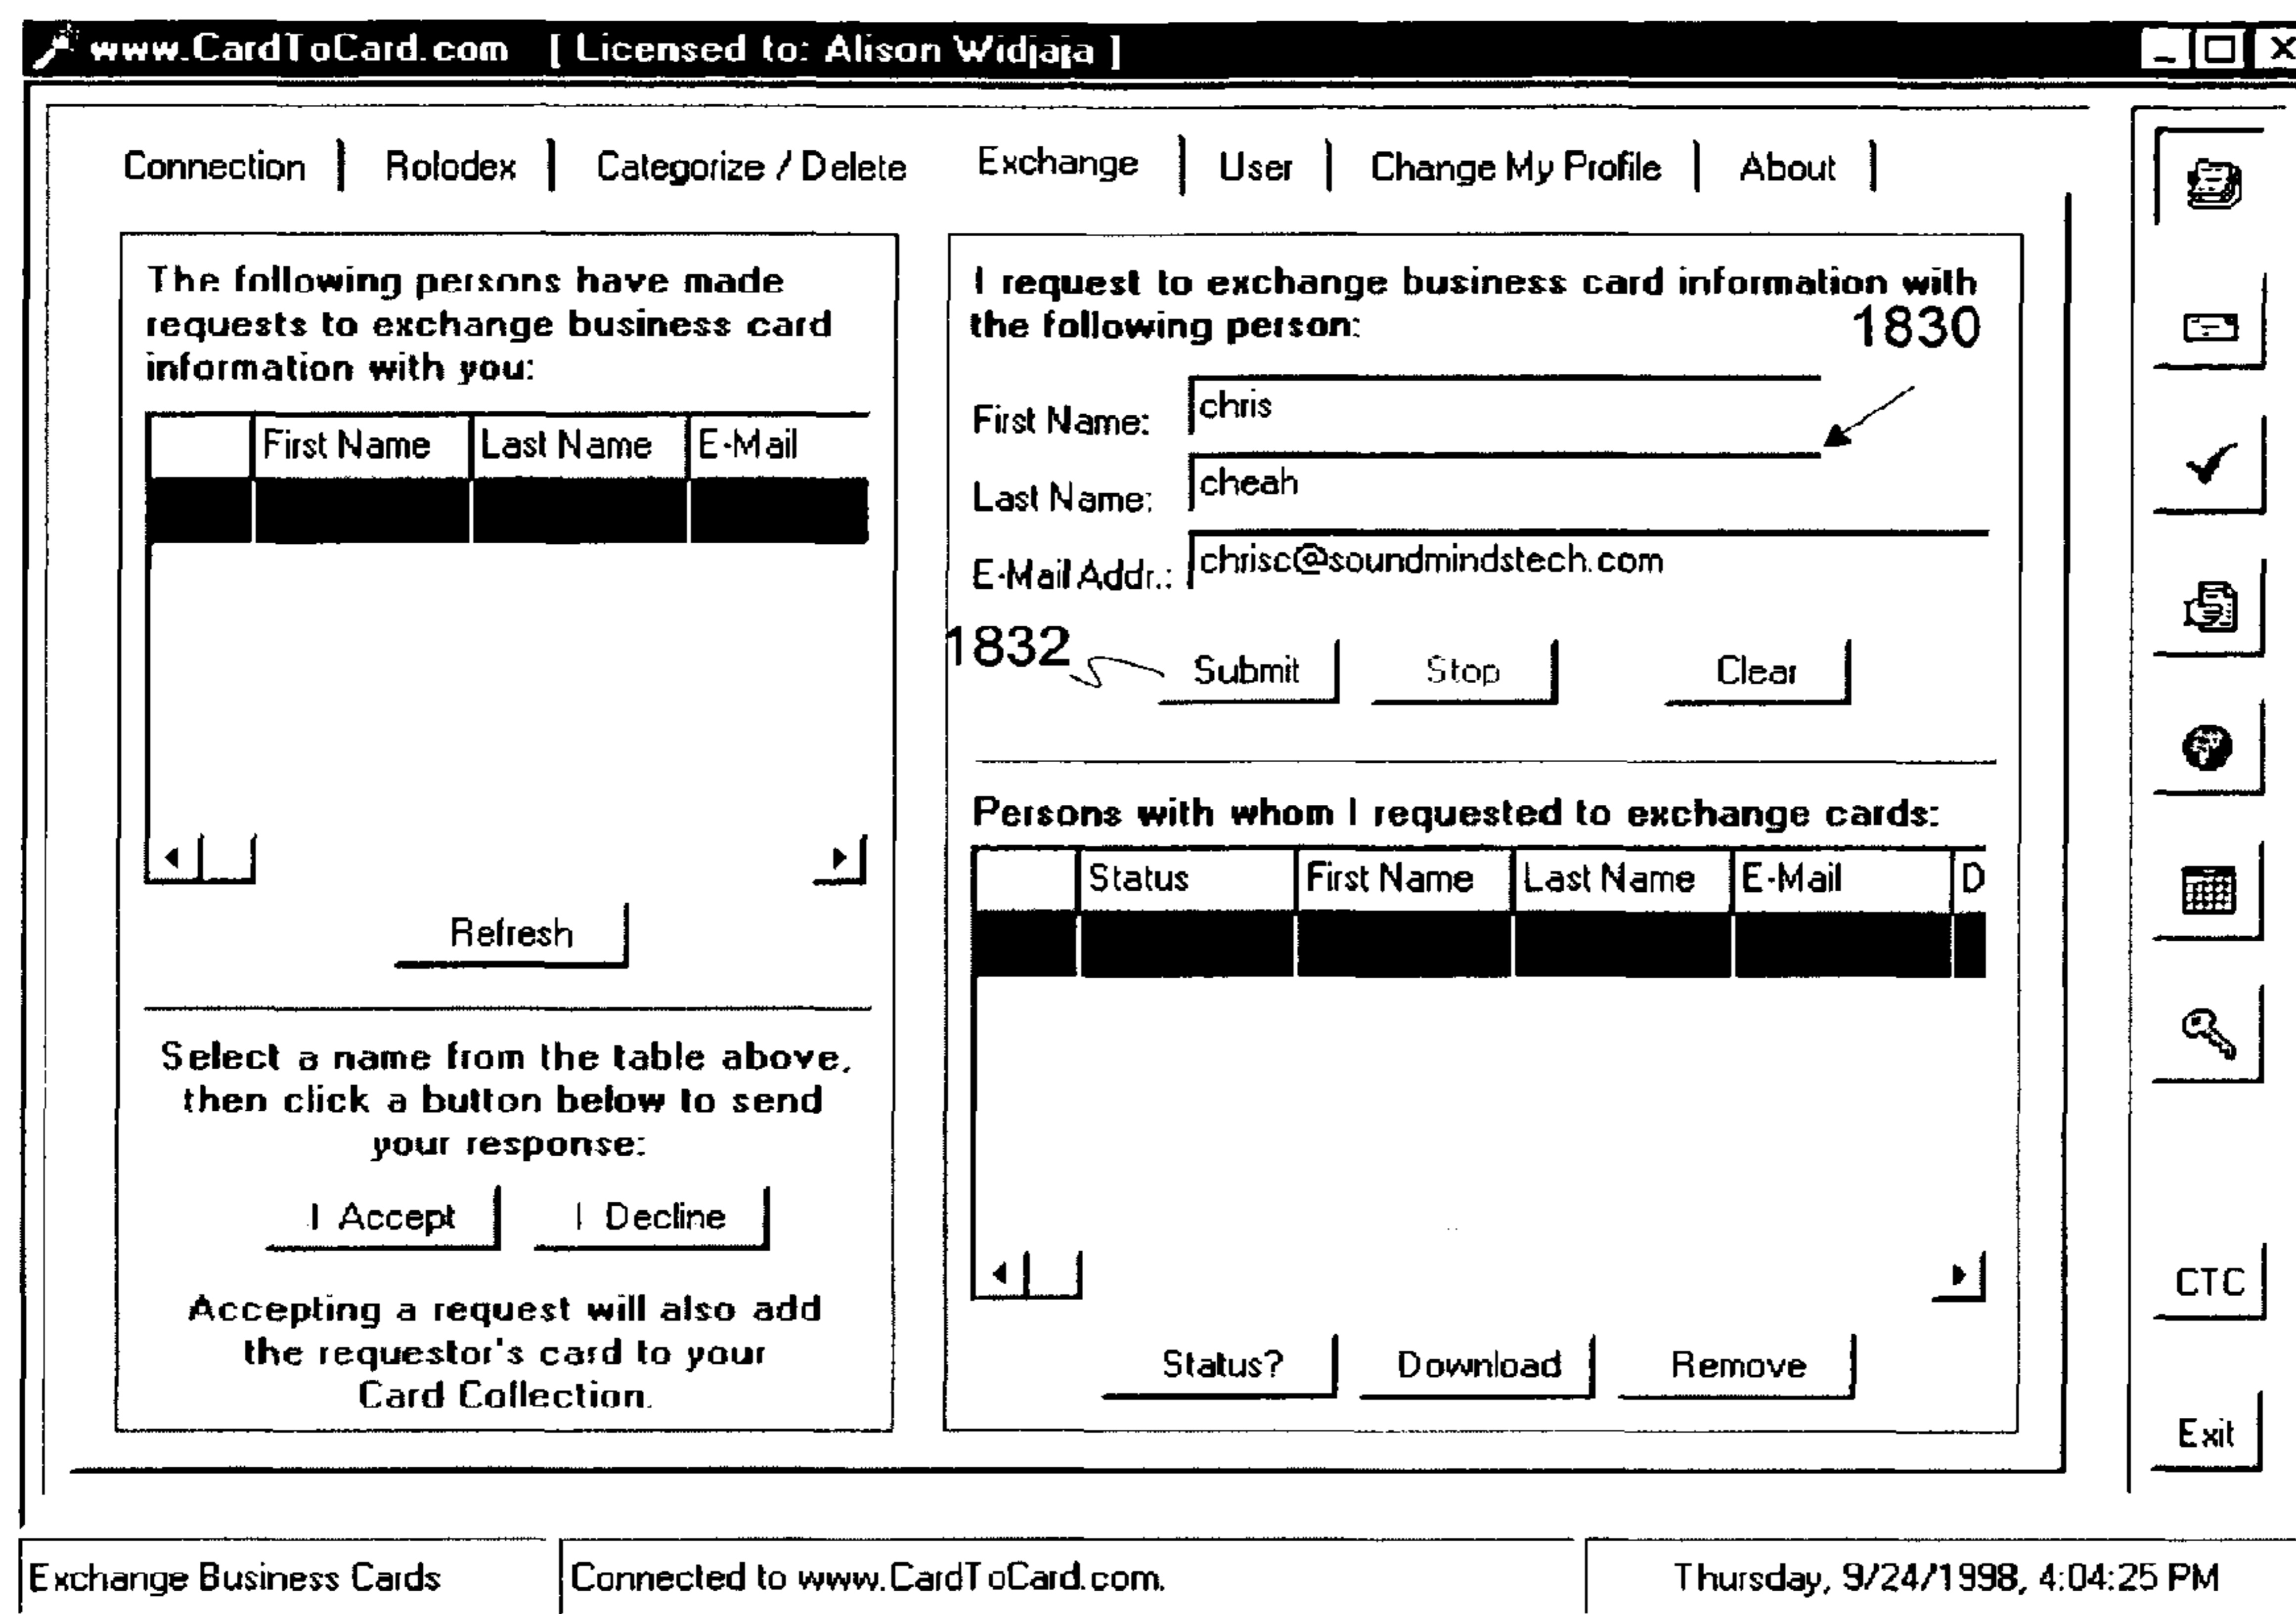 www.CardToCard.com [ Licensed to: Alison Widjaja ]
Connection Rolodex Categorize / Delete Exchange User Change My Profile About
The following persons have made
requests to exchange business card
information with you:
First Name Last Name E-Mail
Refresh
Select a name from the table above,
then click a button below to send
your response:
I Accept I Decline
Accepting a request will also add
the requestor's card to your
Card Collection.
I request to exchange business card information with
the following person:
1830
First Name: chris
Last Name: cheah
E-Mail Addr.: chrisc@soundmindstech.com
1832
Submit Stop Clear
Persons with whom I requested to exchange cards:
Status First Name Last Name E-Mail D
Status? Download Remove
CTC
Exit
Exchange Business Cards Connected to www.CardToCard.com. Thursday, 9/24/1998, 4:04:25 PM